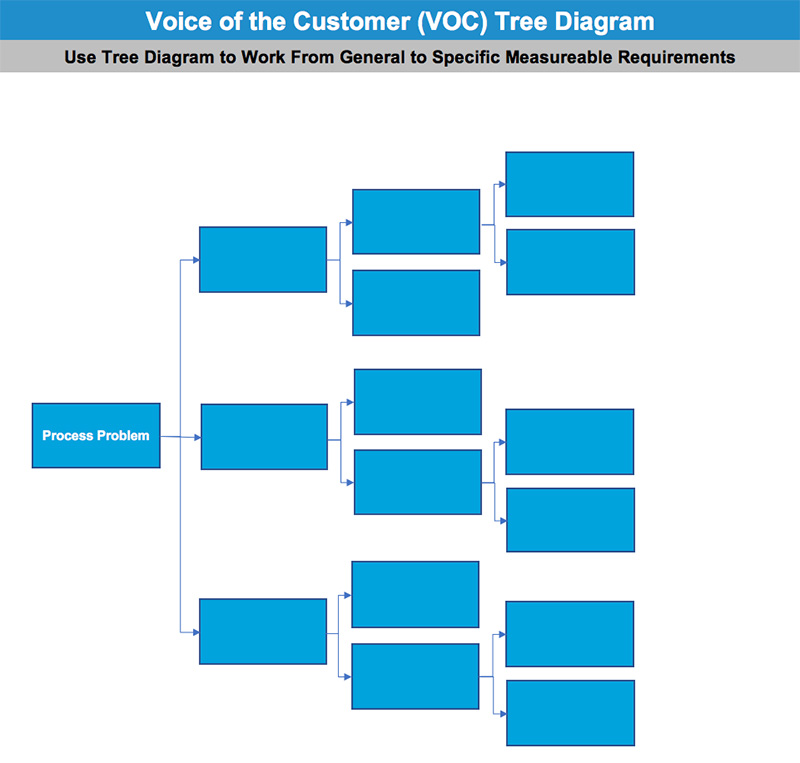 Voice of the Customer (VOC) Tree Diagram
Use Tree Diagram to Work From General to Specific Measureable Requirements
Process Problem